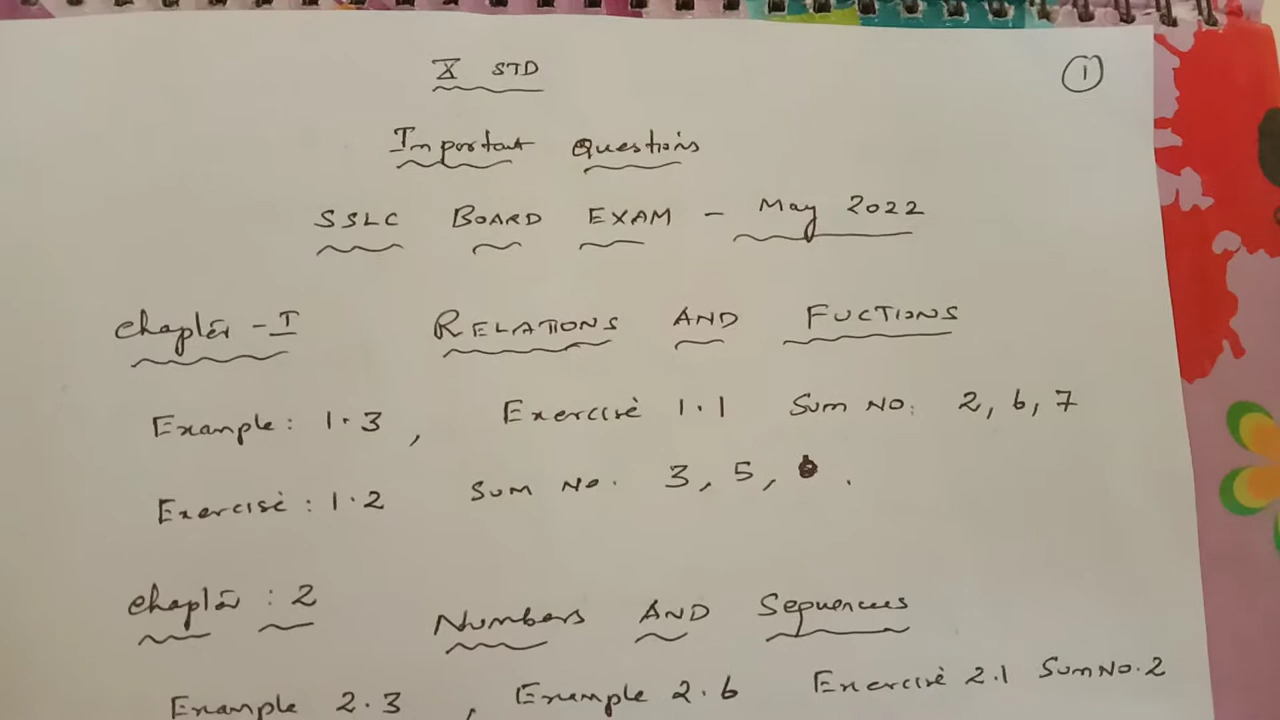 X STD
①
Important Questions
SSLC BOARD EXAM - May 2022
Chapter - I RELATIONS AND FUCTIONS
Example: 1.3 , Exercise 1.1 Sum NO: 2, 6, 7
Exercise: 1.2 Sum No. 3, 5, .
Chapter : 2 Numbers AND Sequences
Example 2.3 , Example 2.6 Exercise 2.1 Sum No. 2